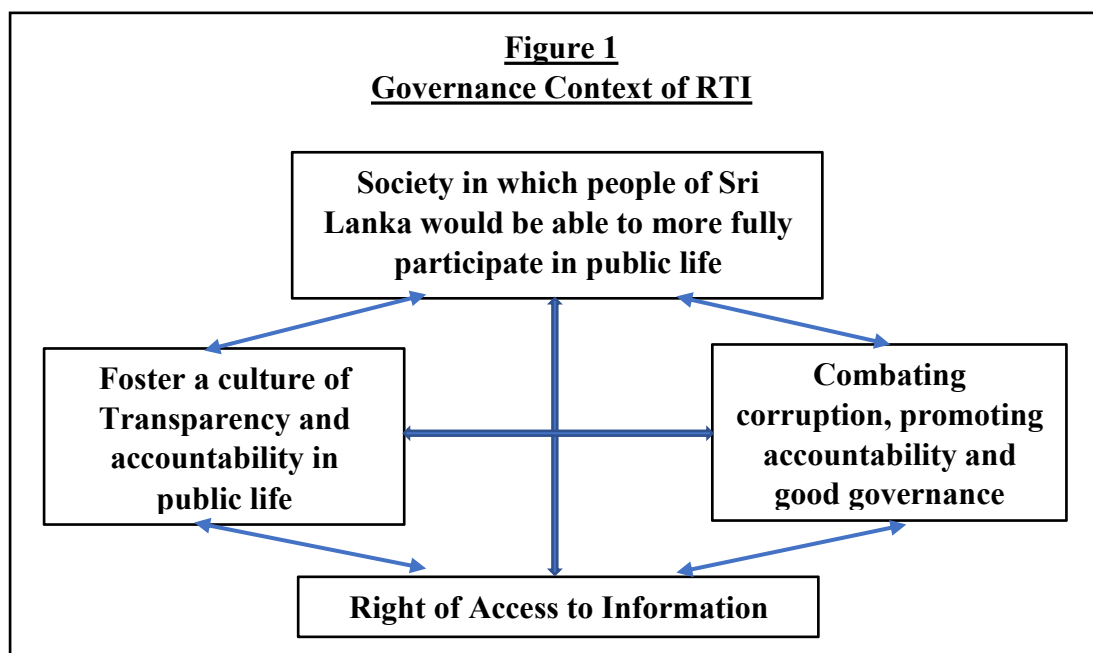 Figure 1
Governance Context of RTI
Society in which people of Sri
Lanka would be able to more fully
participate in public life
Foster a culture of
Transparency and
accountability in
public life
Combating
corruption, promoting
accountability and
good governance
Right of Access to Information